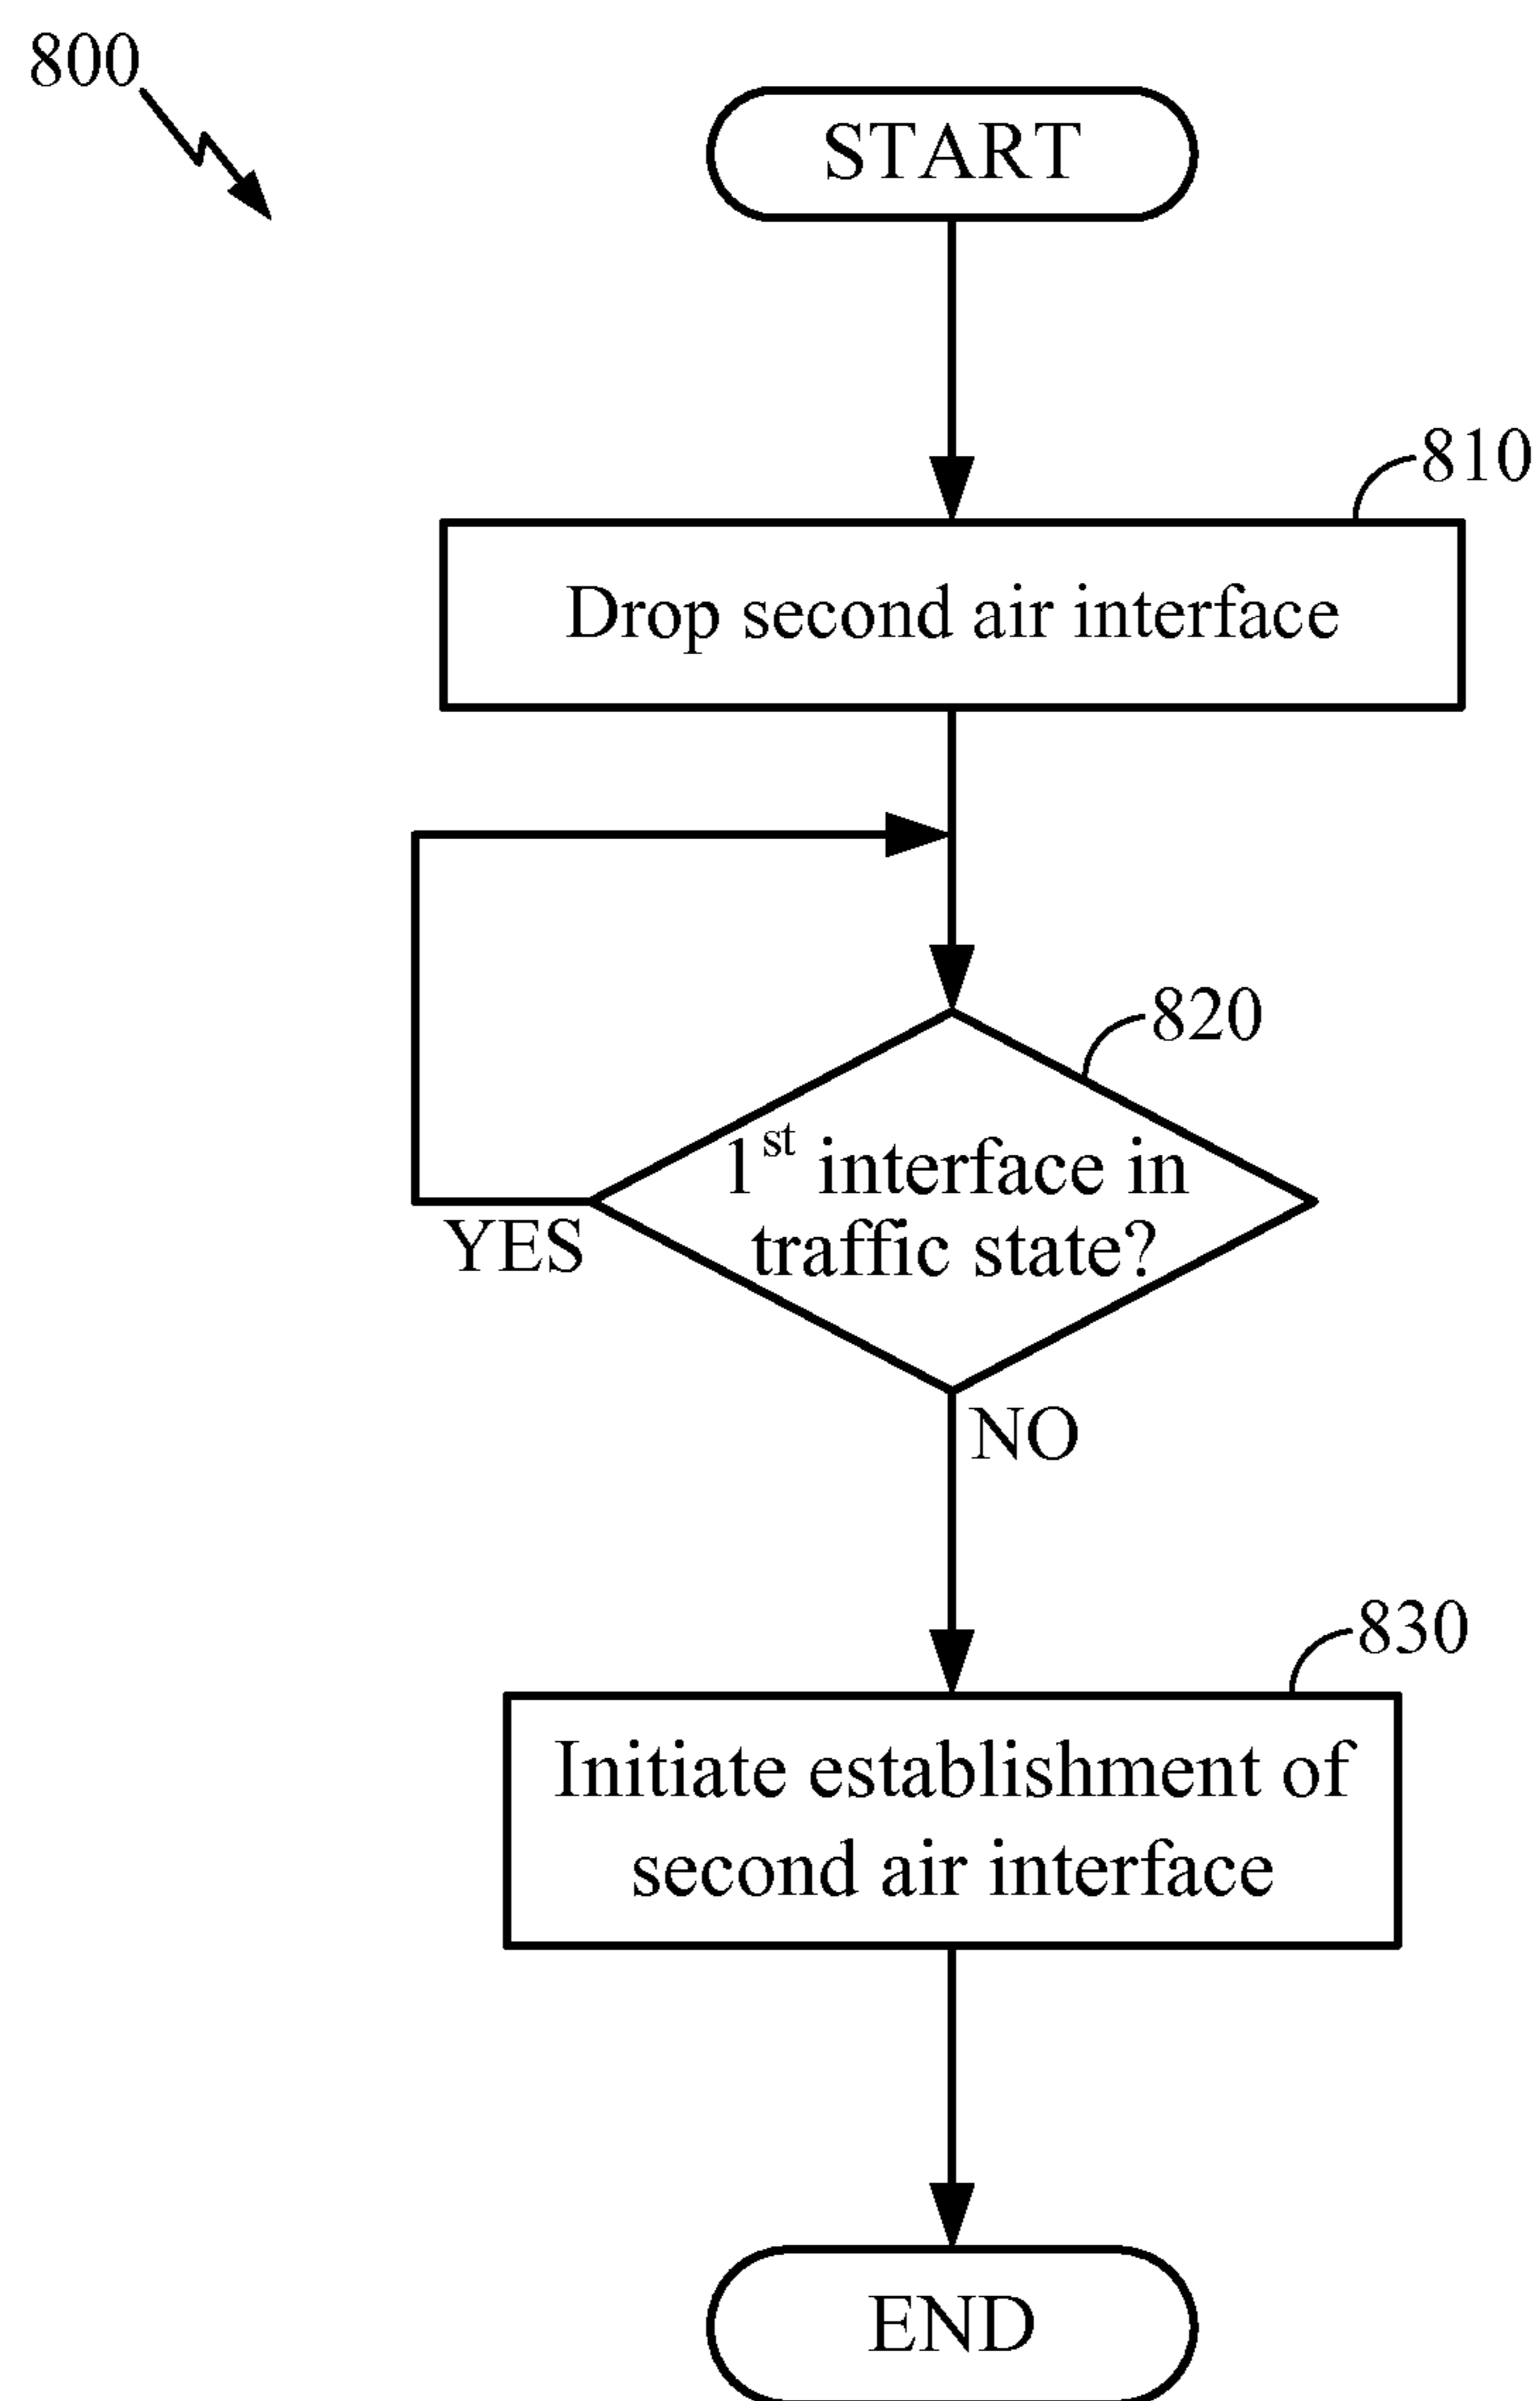 800
START
810
Drop second air interface
820
1st interface in
traffic state?
YES
NO
830
Initiate establishment of
second air interface
END